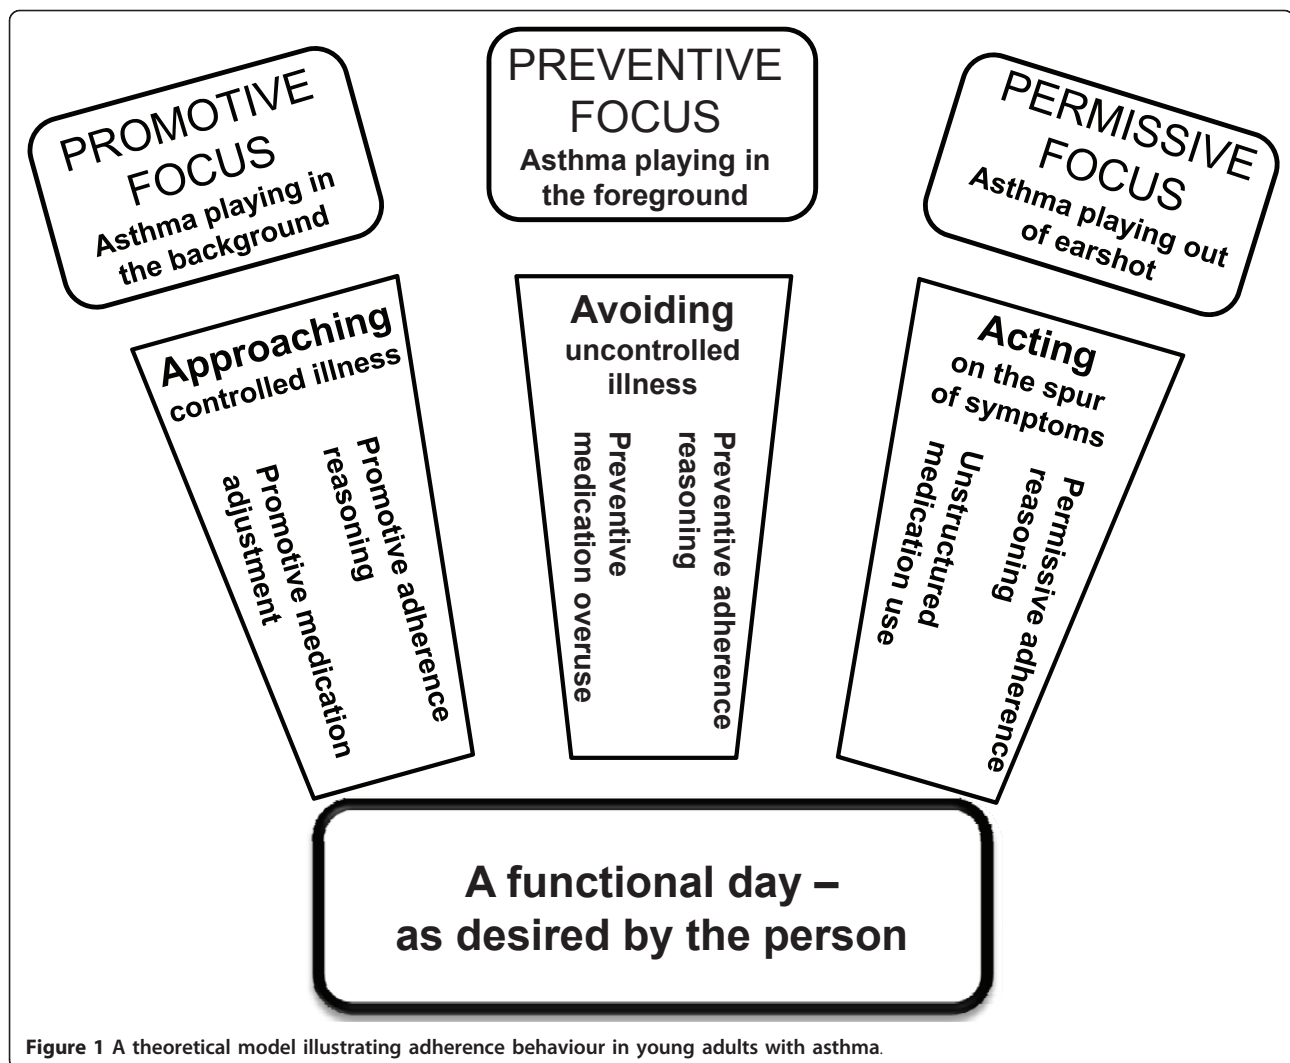 PROMOTIVE
FOCUS
Asthma playing in
the background
PREVENTIVE
FOCUS
Asthma playing in
the foreground
PERMISSIVE
FOCUS
Asthma playing out
of earshot
Approaching
controlled illness
Promotive adherence
reasoning
Promotive medication
adjustment
Avoiding
uncontrolled
illness
Preventive adherence
reasoning
Preventive
medication overuse
Acting
on the spur
of symptoms
Permissive adherence
reasoning
Unstructured
medication use
A functional day –
as desired by the person
Figure 1 A theoretical model illustrating adherence behaviour in young adults with asthma.